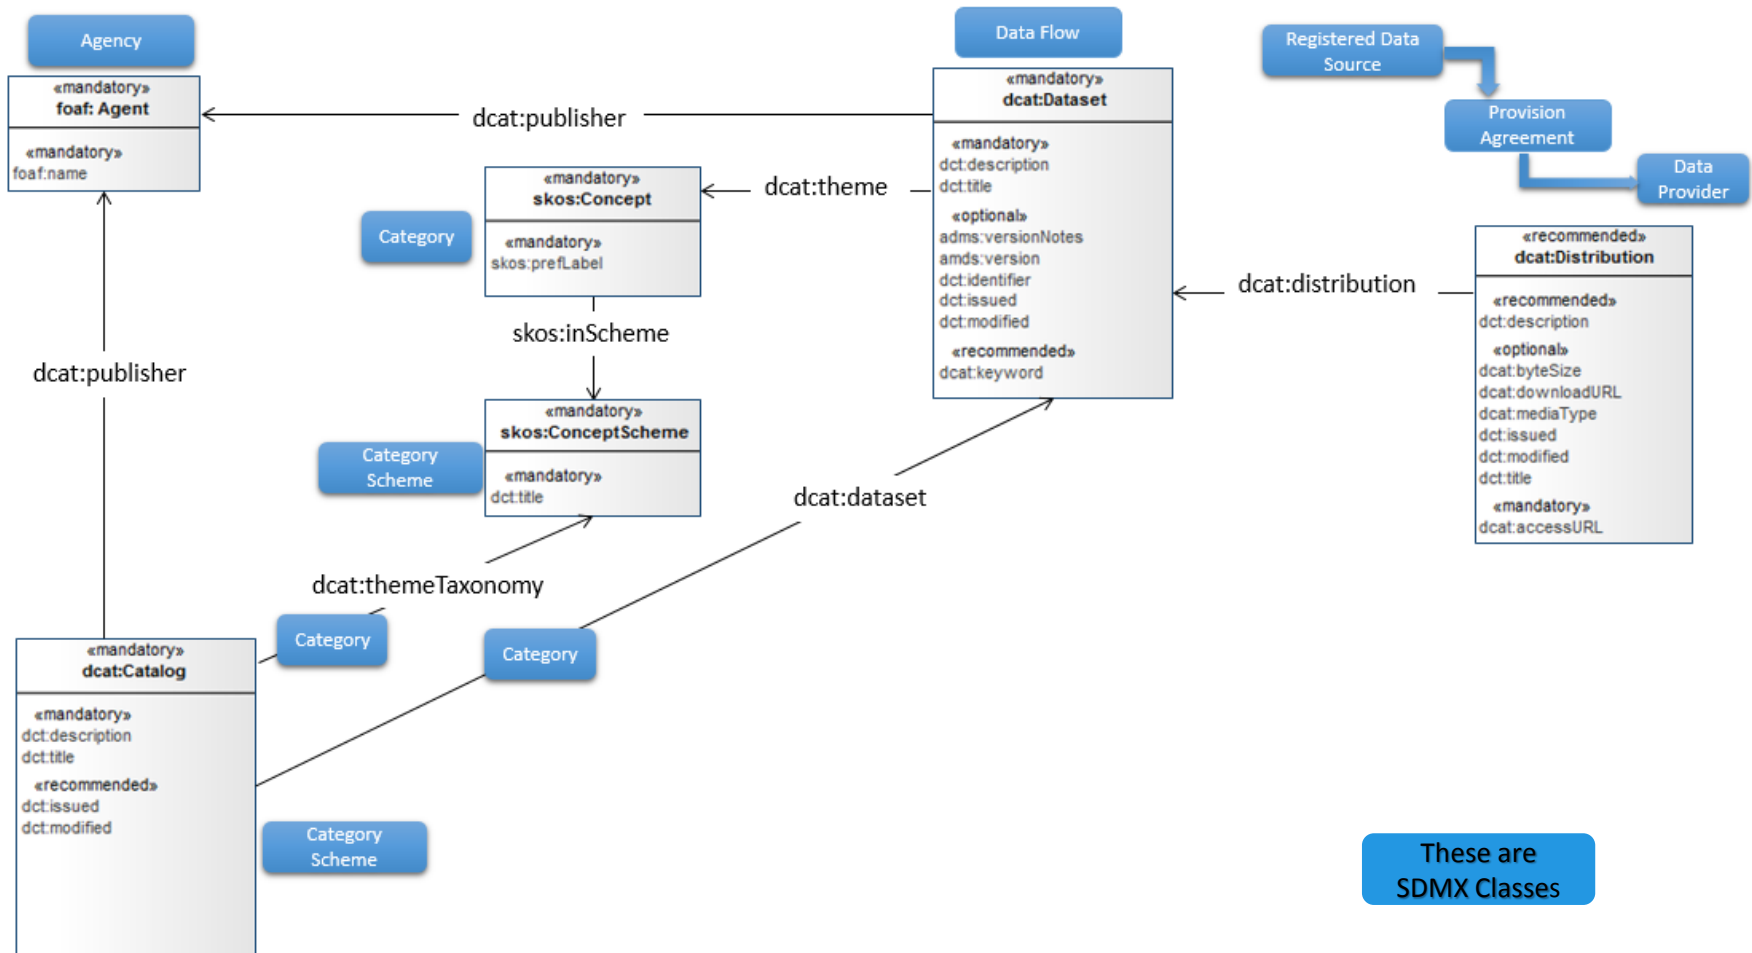 Agency
«mandatory»
foaf: Agent
«mandatory»
foaf:name
dcat:publisher
Data Flow
«mandatory»
dcat:Dataset
«mandatory»
dct:description
dct:title
«optional»
adms:versionNotes
amds:version
dct:identifier
dct:issued
dct:modified
«recommended»
dcat:keyword
Registered Data
Source
Provision
Agreement
Data
Provider
dcat:theme
«mandatory»
skos:Concept
«mandatory»
skos:prefLabel
Category
skos:inScheme
dcat:distribution
«recommended»
dcat:Distribution
«recommended»
dct:description
«optional»
dcat:byteSize
dcat:downloadURL
dcat:mediaType
dct:issued
dct:modified
dct:title
«mandatory»
dcat:accessURL
dcat:publisher
«mandatory»
skos:ConceptScheme
«mandatory»
dct:title
Category
Scheme
dcat:dataset
dcat:themeTaxonomy
Category
Category
«mandatory»
dcat:Catalog
«mandatory»
dct:description
dct:title
«recommended»
dct:issued
dct:modified
Category
Scheme
These are
SDMX Classes